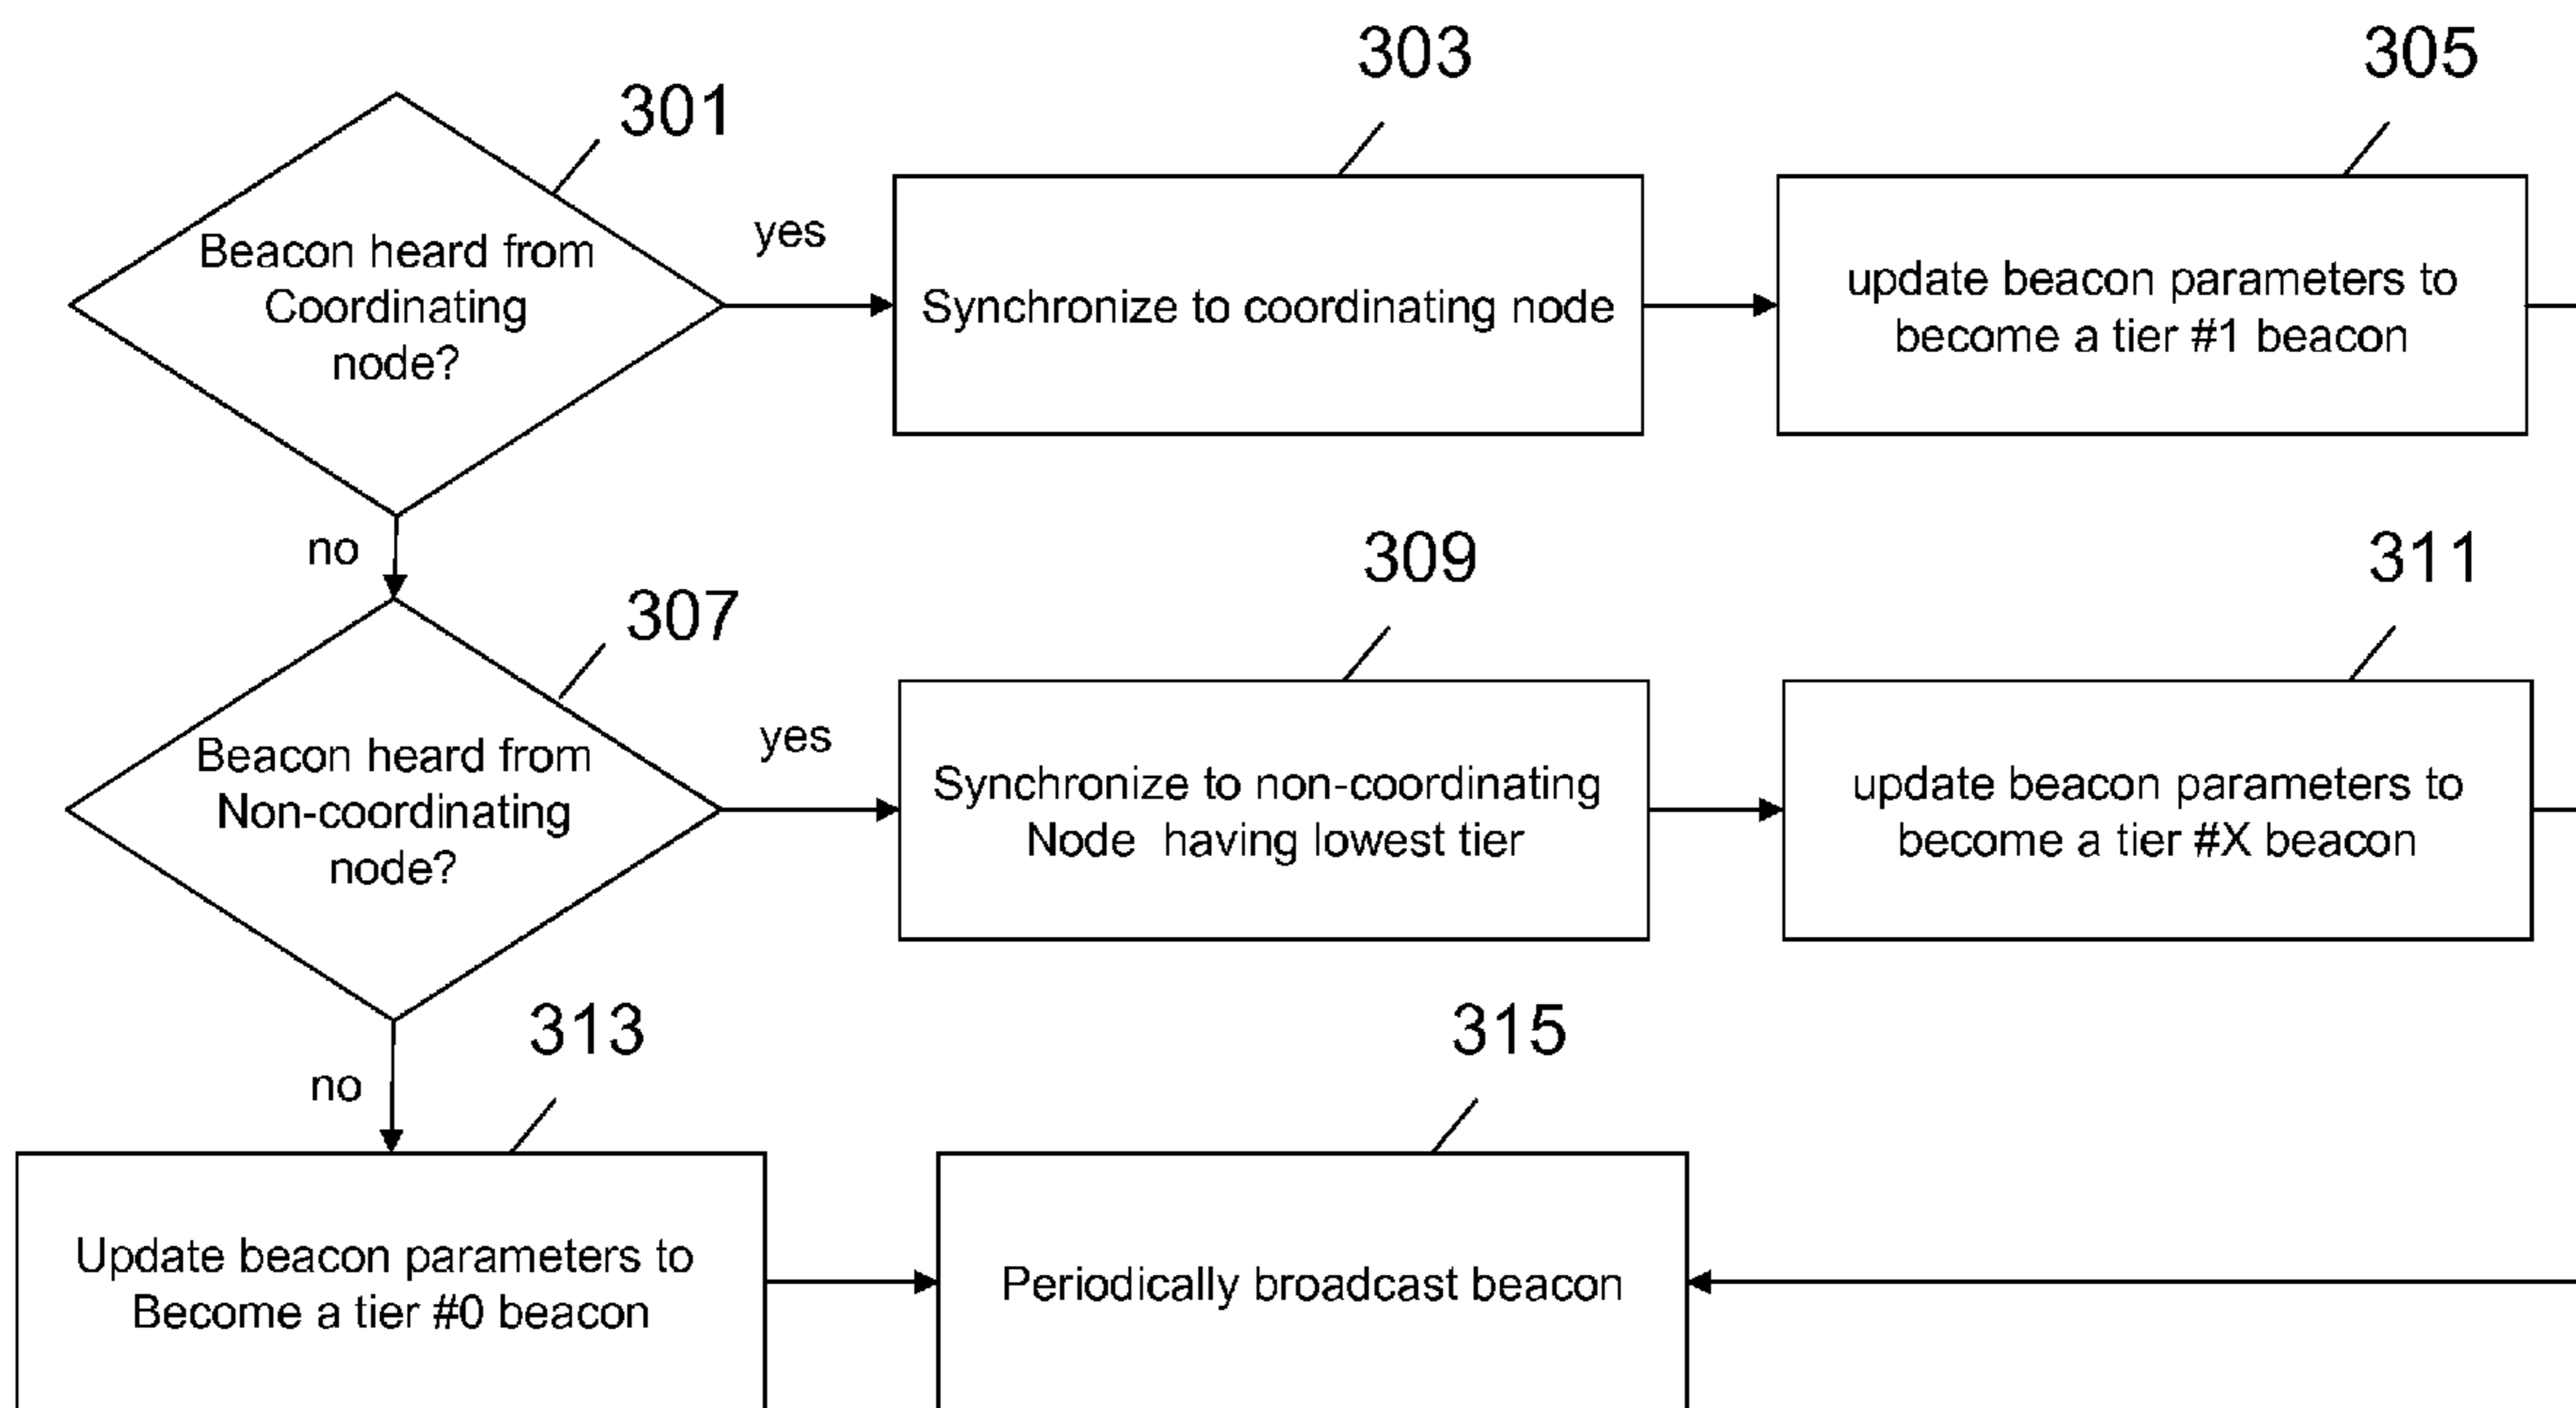 301
Beacon heard from
Coordinating
node?
yes
303
Synchronize to coordinating node
305
update beacon parameters to
become a tier #1 beacon
no
307
Beacon heard from
Non-coordinating
node?
yes
309
Synchronize to non-coordinating
Node having lowest tier
311
update beacon parameters to
become a tier #X beacon
no
313
Update beacon parameters to
Become a tier #0 beacon
315
Periodically broadcast beacon